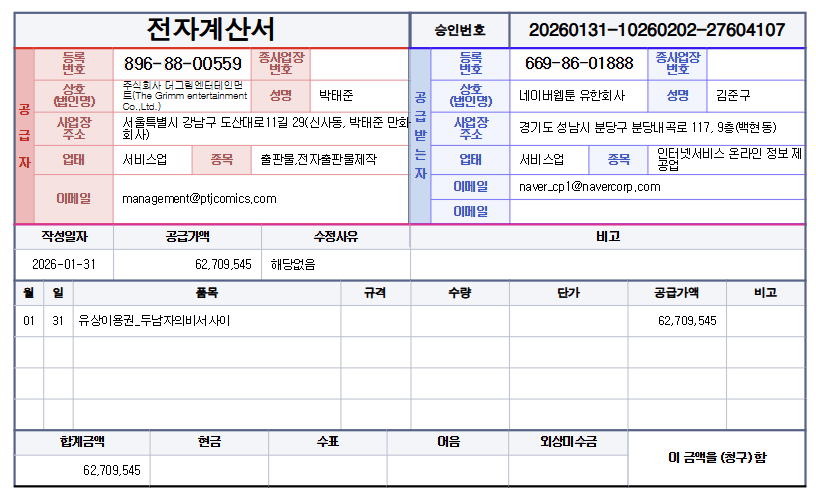 전자계산서
승인번호
20260131-10260202-27604107
공급자
등록번호
896-88-00559
종사업장번호
상호(법인명)
주식회사 더그림엔터테인먼트(The Grimm entertainment Co.,Ltd.)
성명
박태준
사업장주소
서울특별시 강남구 도산대로11길 29(신사동, 박태준 만화회사)
업태
서비스업
종목
출판물,전자출판물제작
이메일
management@ptjcomics.com
공급받는자
등록번호
669-86-01888
종사업장번호
상호(법인명)
네이버웹툰 유한회사
성명
김준구
사업장주소
경기도 성남시 분당구 분당내곡로 117, 9층(백현동)
업태
서비스업
종목
인터넷서비스 온라인 정보 제공업
이메일
naver_cp1@navercorp.com
이메일
작성일자 공급가액 수정사유 비고
2026-01-31 62,709,545 해당없음
월 일 품목 규격 수량 단가 공급가액 비고
01 31 유상이용권_두남자의비서사이 62,709,545
합계금액 현금 수표 어음 외상미수금
62,709,545
이 금액을 (청구) 함